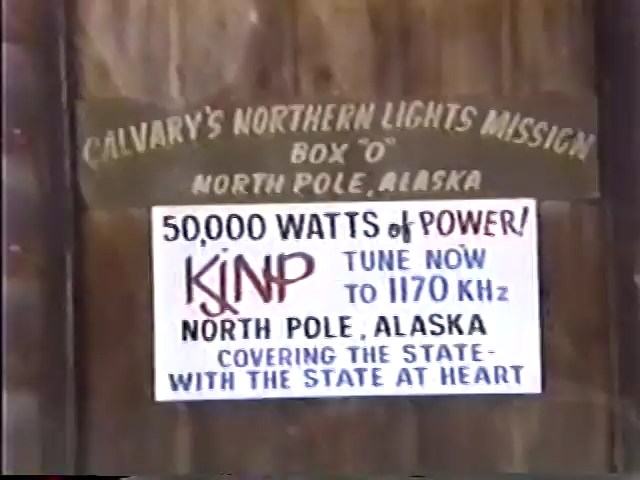 CALVARY'S NORTHERN LIGHTS MISSION
BOX "O"
NORTH POLE, ALASKA
50,000 WATTS of POWER!
KJNP TUNE NOW
TO 1170 KHz
NORTH POLE, ALASKA
COVERING THE STATE-
WITH THE STATE AT HEART